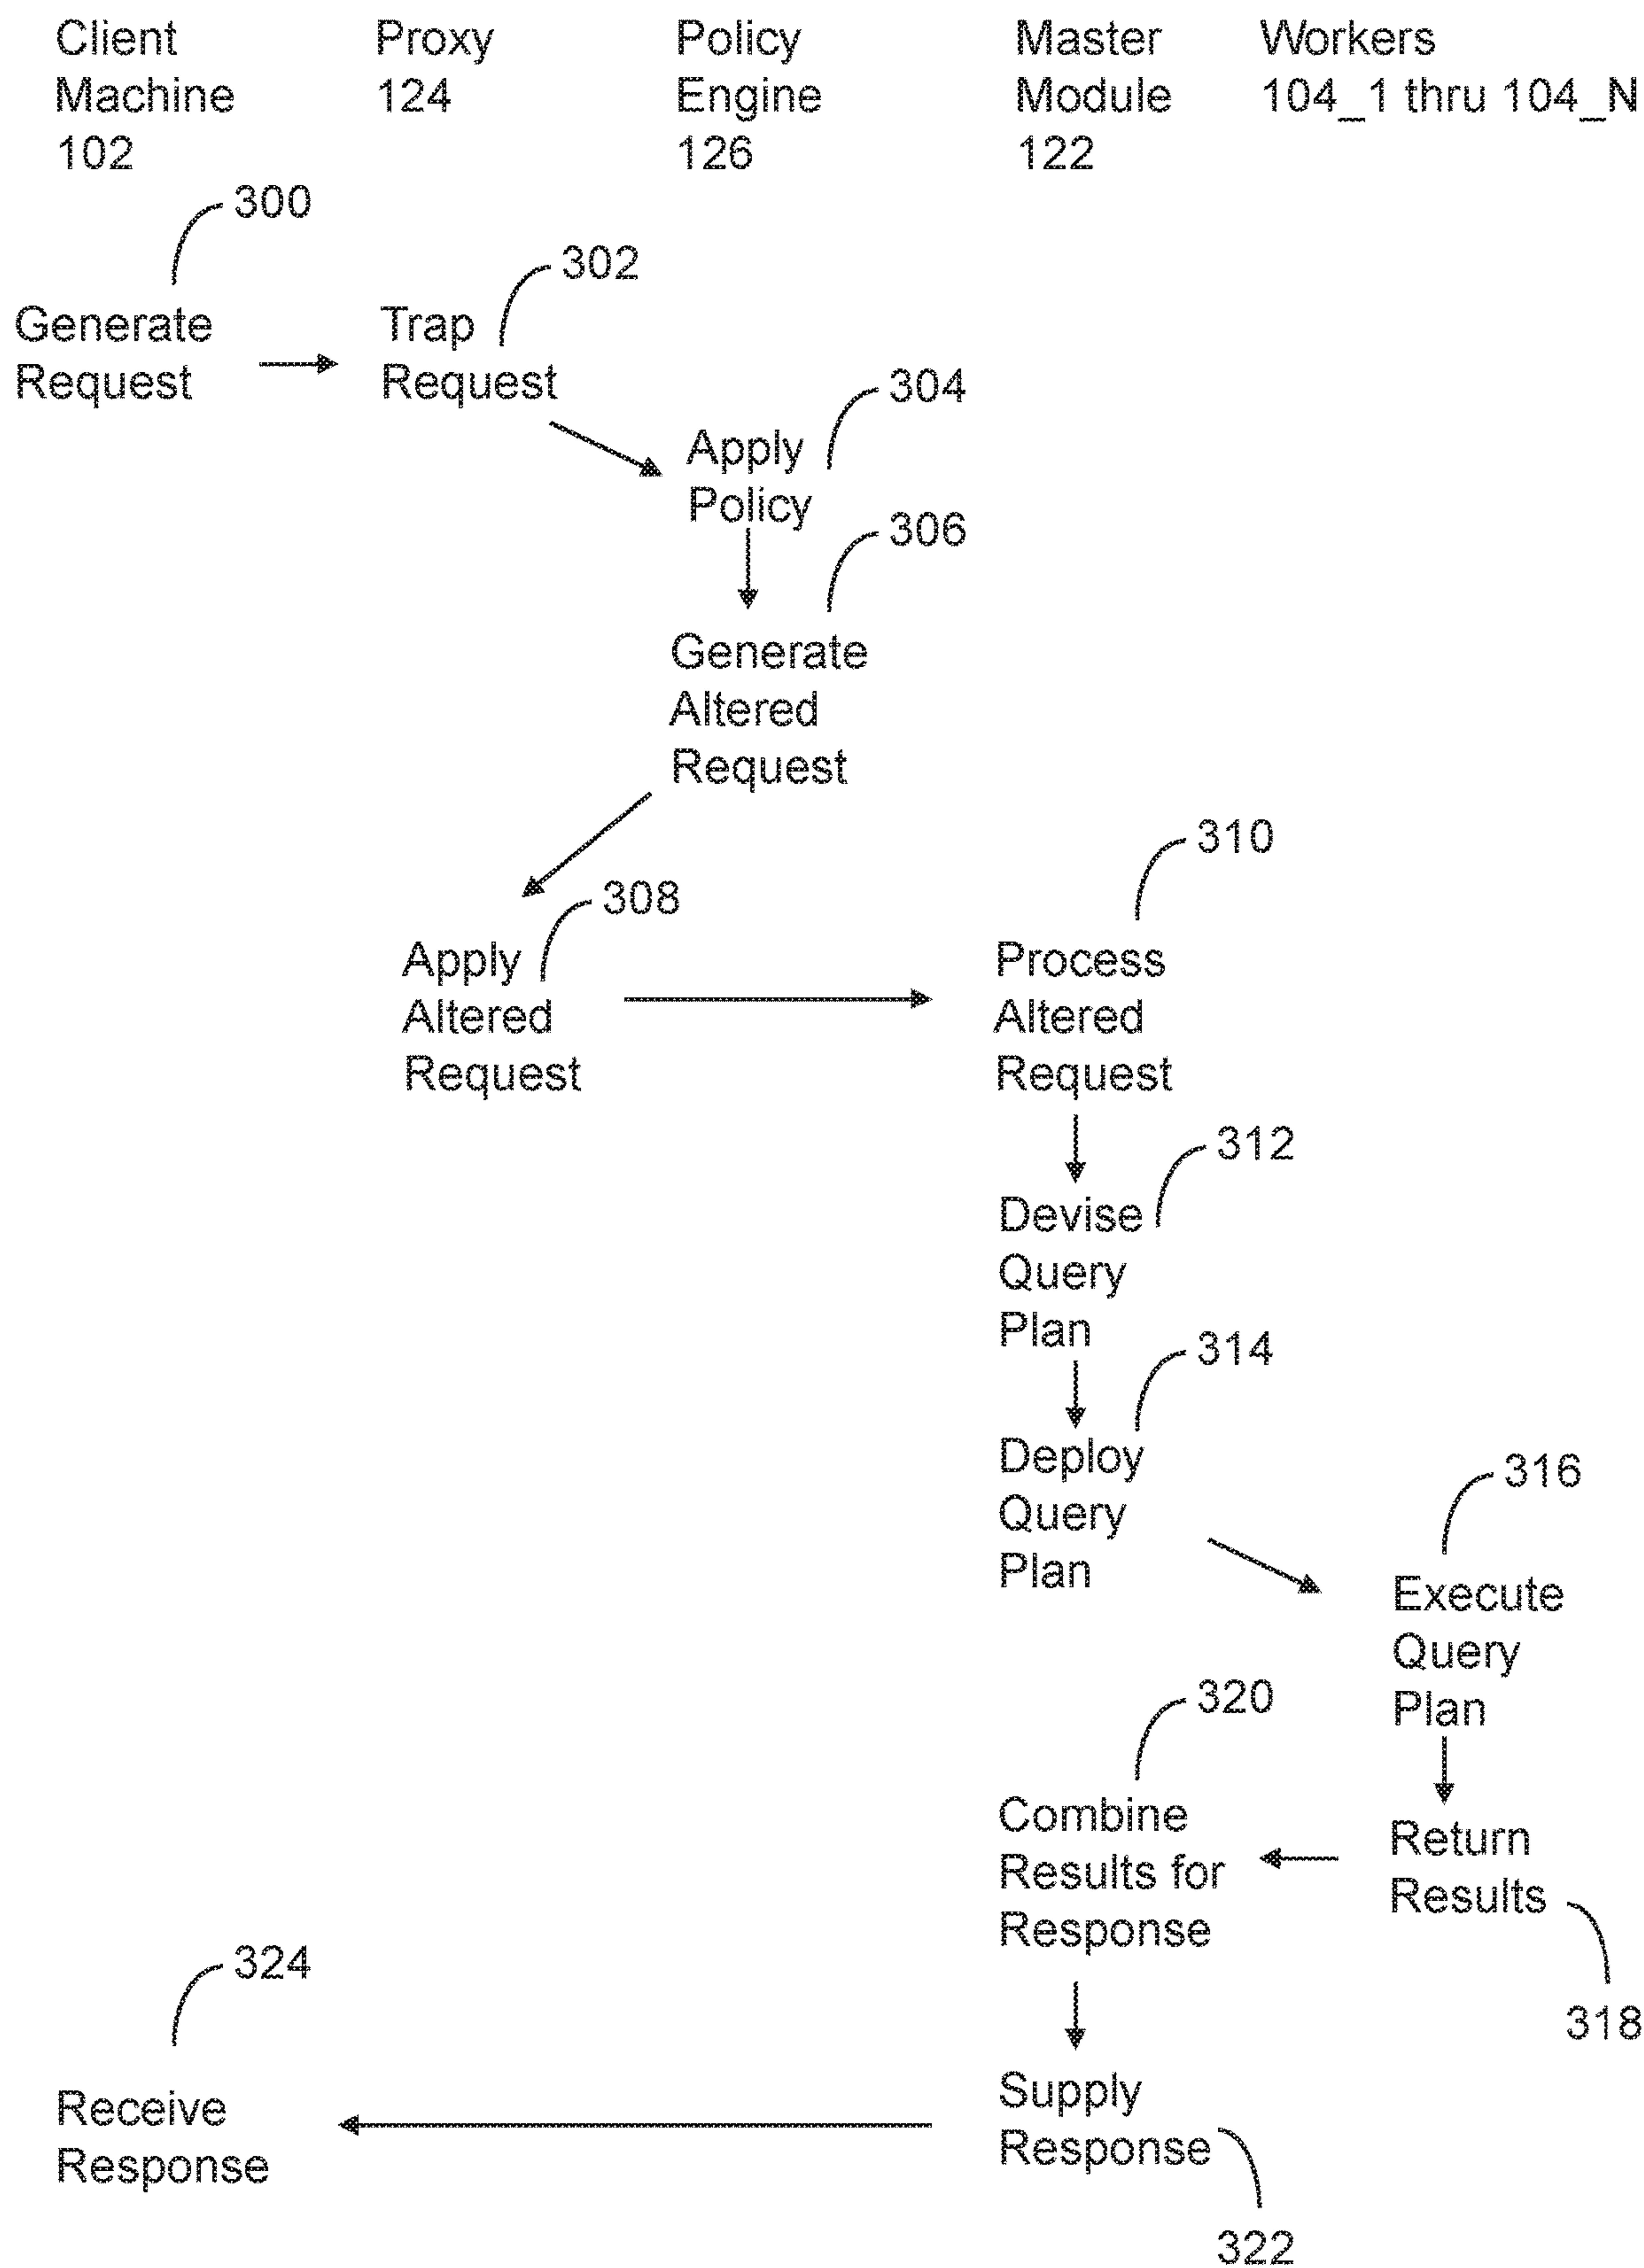 Client
Machine
102
Proxy
124
Policy
Engine
126
Master
Module
122
Workers
104_1 thru 104_N
300
Generate
Request
302
Trap
Request
304
Apply
Policy
306
Generate
Altered
Request
308
Apply
Altered
Request
310
Process
Altered
Request
312
Devise
Query
Plan
314
Deploy
Query
Plan
316
Execute
Query
Plan
318
Return
Results
320
Combine
Results for
Response
322
Supply
Response
324
Receive
Response